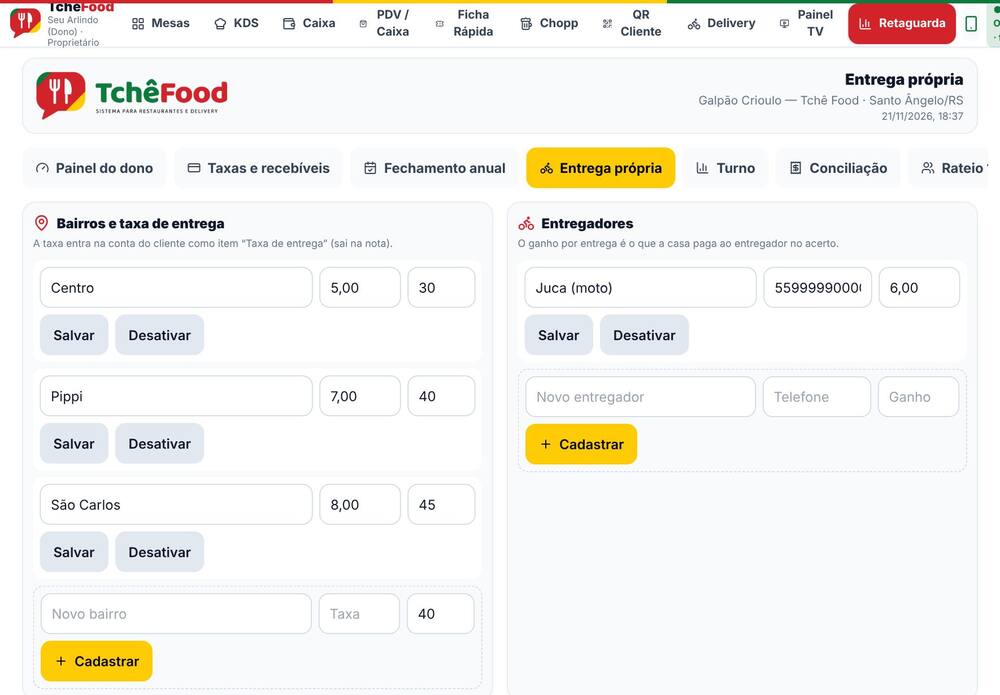 TchêFood
Seu Arlindo
(Dono) ·
Proprietário
Mesas
KDS
Caixa
PDV /
Caixa
Ficha
Rápida
Chopp
QR
Cliente
Delivery
Painel
TV
Retaguarda
TchêFood
SISTEMA PARA RESTAURANTES E DELIVERY
Entrega própria
Galpão Crioulo — Tchê Food · Santo Ângelo/RS
21/11/2026, 18:37
Painel do dono
Taxas e recebíveis
Fechamento anual
Entrega própria
Turno
Conciliação
Rateio
Bairros e taxa de entrega
A taxa entra na conta do cliente como item "Taxa de entrega" (sai na nota).
Centro 5,00 30
Salvar Desativar
Pippi 7,00 40
Salvar Desativar
São Carlos 8,00 45
Salvar Desativar
Novo bairro Taxa 40
+ Cadastrar
Entregadores
O ganho por entrega é o que a casa paga ao entregador no acerto.
Juca (moto) 55999990000 6,00
Salvar Desativar
Novo entregador Telefone Ganho
+ Cadastrar